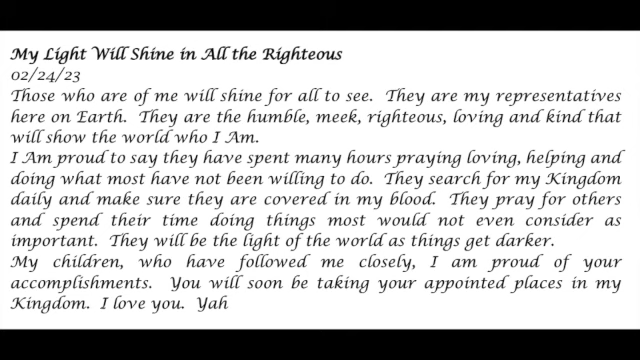 My Light Will Shine in All the Righteous
02/24/23
Those who are of me will shine for all to see. They are my representatives
here on Earth. They are the humble, meek, righteous, loving and kind that
will show the world who I Am.
I Am proud to say they have spent many hours praying loving, helping and
doing what most have not been willing to do. They search for my Kingdom
daily and make sure they are covered in my blood. They pray for others
and spend their time doing things most would not even consider as
important. They will be the light of the world as things get darker.
My children, who have followed me closely, I am proud of your
accomplishments. You will soon be taking your appointed places in my
Kingdom. I love you. Yah